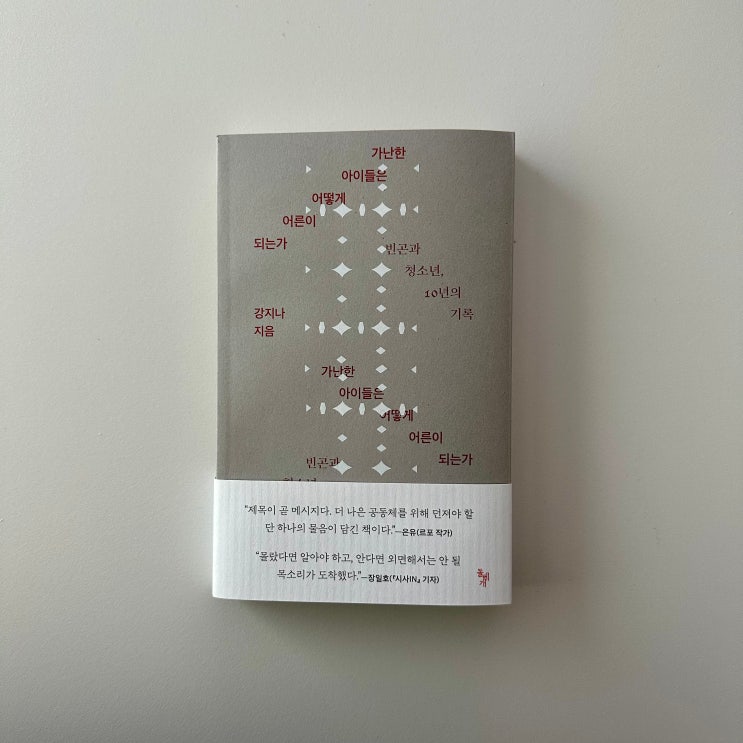 가난한
아이들은
어떻게
어른이
되는가
빈곤과
청소년,
10년의
기록
강지나
지음
가난한
아이들은
어떻게
어른이
되는가
빈곤과
청소년
“제목이 곧 메시지다. 더 나은 공동체를 위해 던져야 할
단 하나의 물음이 담긴 책이다.”—은유(르포 작가)
“몰랐다면 알아야 하고, 안다면 외면해서는 안 될
목소리가 도착했다.”—장일호(『시사IN』 기자)
돌베개